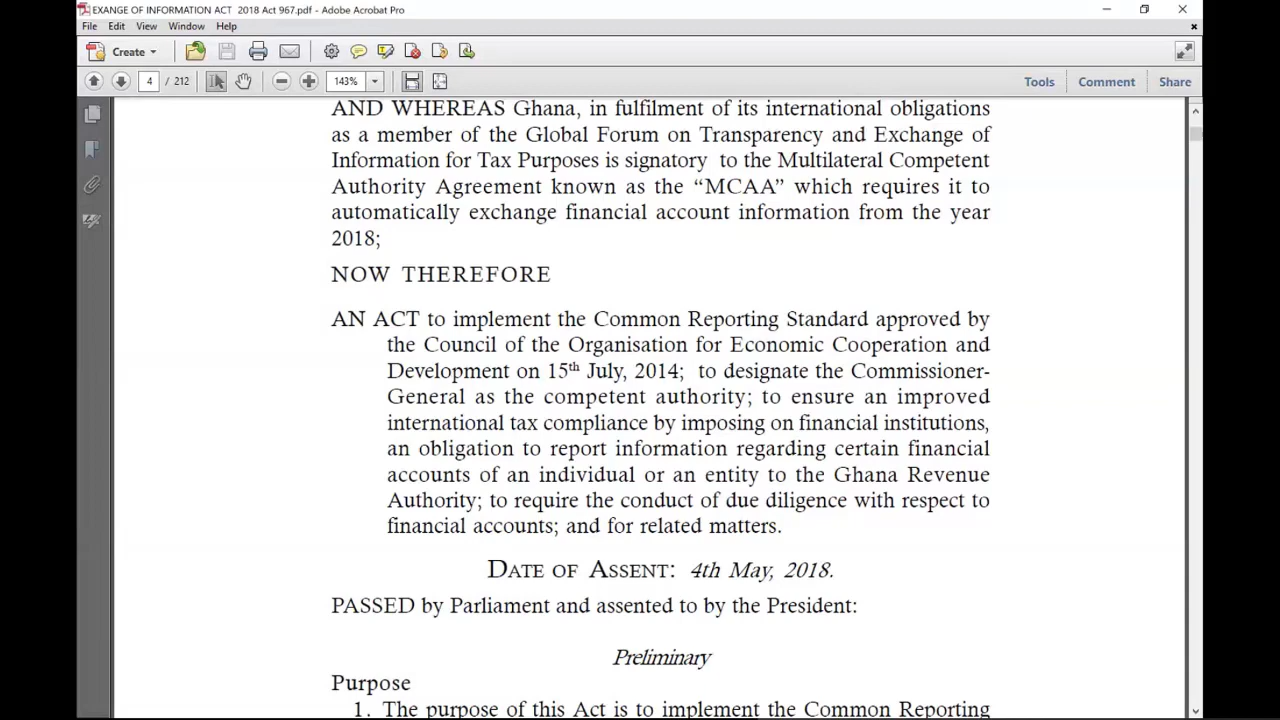 EXANGE OF INFORMATION ACT 2018 Act 967.pdf - Adobe Acrobat Pro
File Edit View Window Help
Create
4 / 212 143% Tools Comment Share
AND WHEREAS Ghana, in fulfilment of its international obligations
as a member of the Global Forum on Transparency and Exchange of
Information for Tax Purposes is signatory to the Multilateral Competent
Authority Agreement known as the “MCAA” which requires it to
automatically exchange financial account information from the year
2018;
NOW THEREFORE
AN ACT to implement the Common Reporting Standard approved by
the Council of the Organisation for Economic Cooperation and
Development on 15th July, 2014; to designate the Commissioner-
General as the competent authority; to ensure an improved
international tax compliance by imposing on financial institutions,
an obligation to report information regarding certain financial
accounts of an individual or an entity to the Ghana Revenue
Authority; to require the conduct of due diligence with respect to
financial accounts; and for related matters.
DATE OF ASSENT: 4th May, 2018.
PASSED by Parliament and assented to by the President:
Preliminary
Purpose
1. The purpose of this Act is to implement the Common Reporting